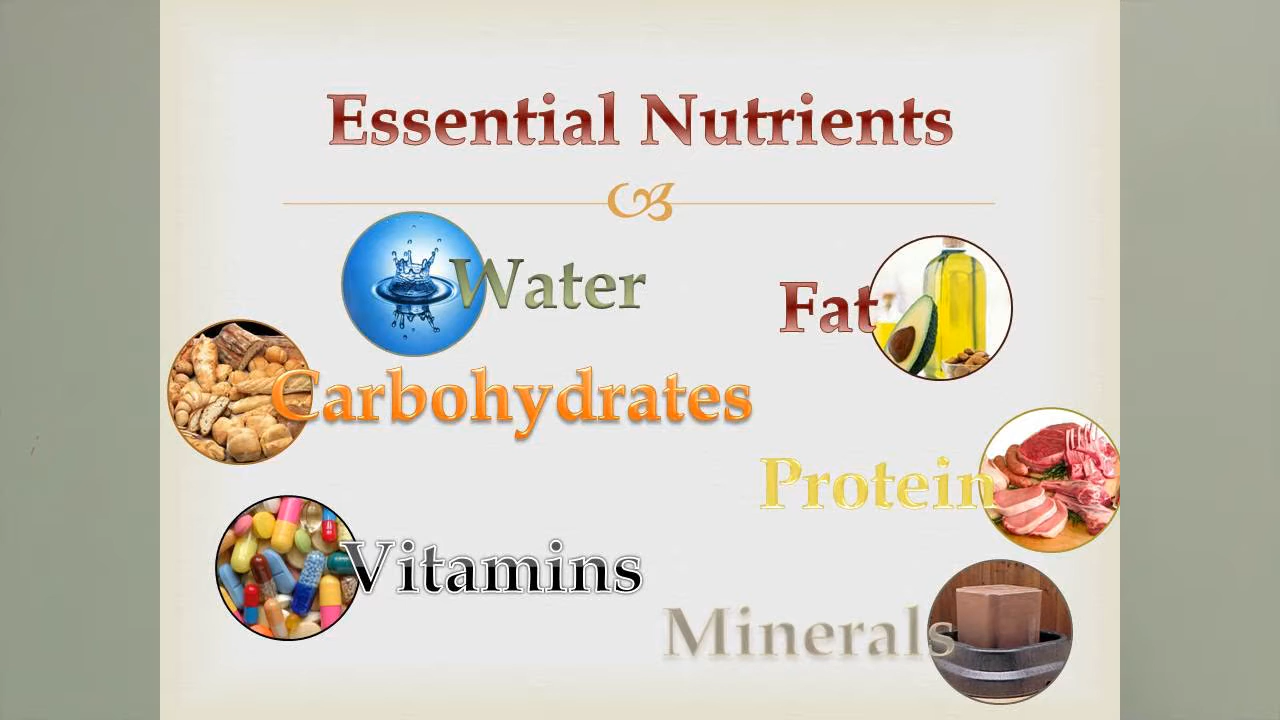 Essential Nutrients
Water
Fat
Carbohydrates
Protein
Vitamins
Minerals